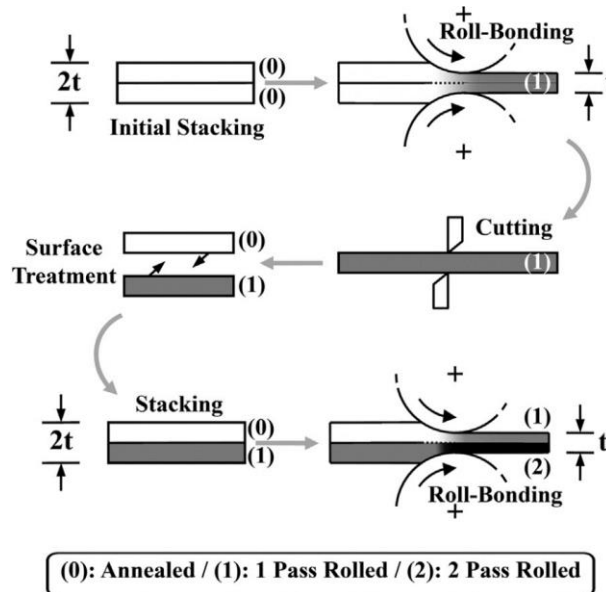 Roll-Bonding
2t
(0)
(0)
(1)
Initial Stacking
Cutting
Surface
Treatment
(0)
(1)
(1)
Stacking
2t
(0)
(1)
(1)
(2)
t
Roll-Bonding
(0): Annealed / (1): 1 Pass Rolled / (2): 2 Pass Rolled